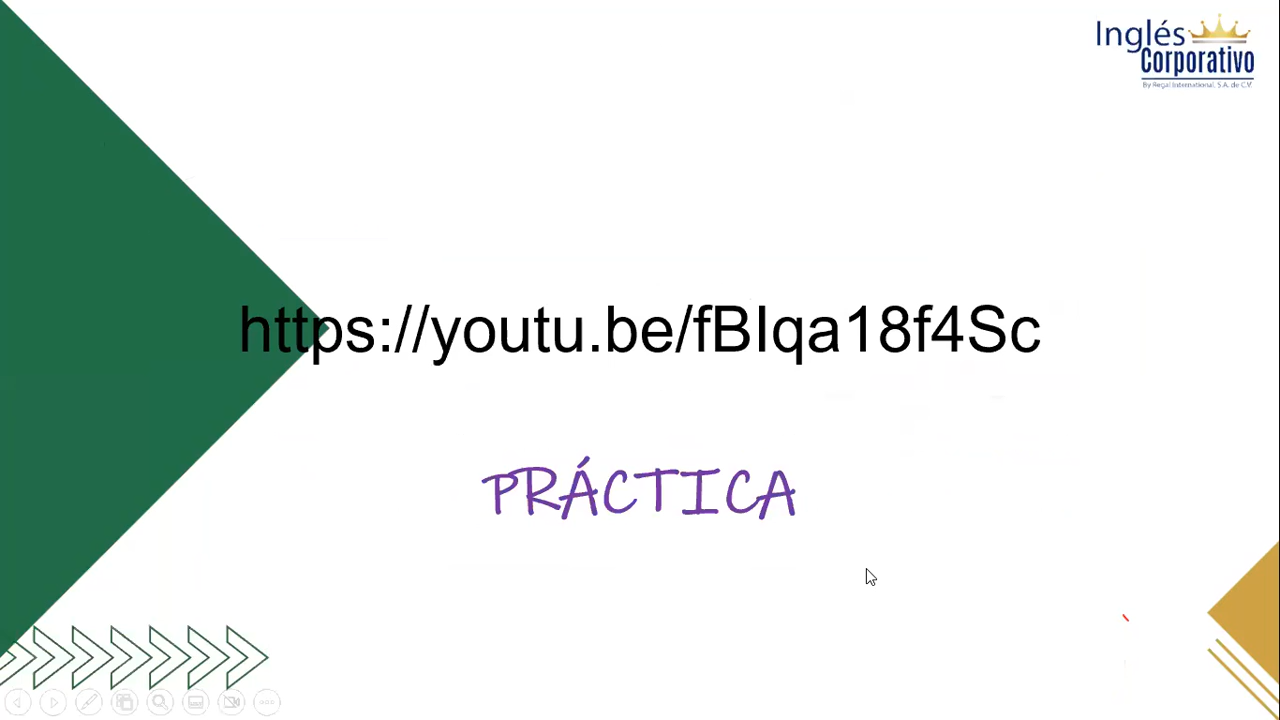 Inglés
Corporativo
By Regal International, S.A. de C.V.
https://youtu.be/fBIqa18f4Sc
PRÁCTICA